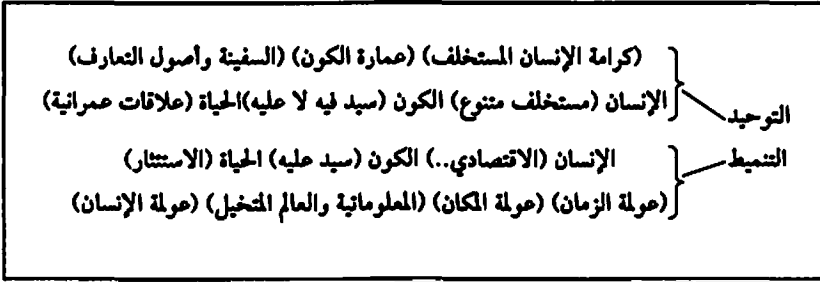 (كرامة الإنسان المستخلف) (عمارة الكون) (السفينة وأصول التعارف)
الإنسان (مستخلف متنوع) الكون (سيد فيه لا عليه)الحياة (علاقات عمرانية)
التوحيد
التنميط
الإنسان (الاقتصادي..) الكون (سيد عليه) الحياة (الاستئثار)
(عولمة الزمان) (عولمة المكان) (المعلوماتية والعالم المتخيل) (عولمة الإنسان)